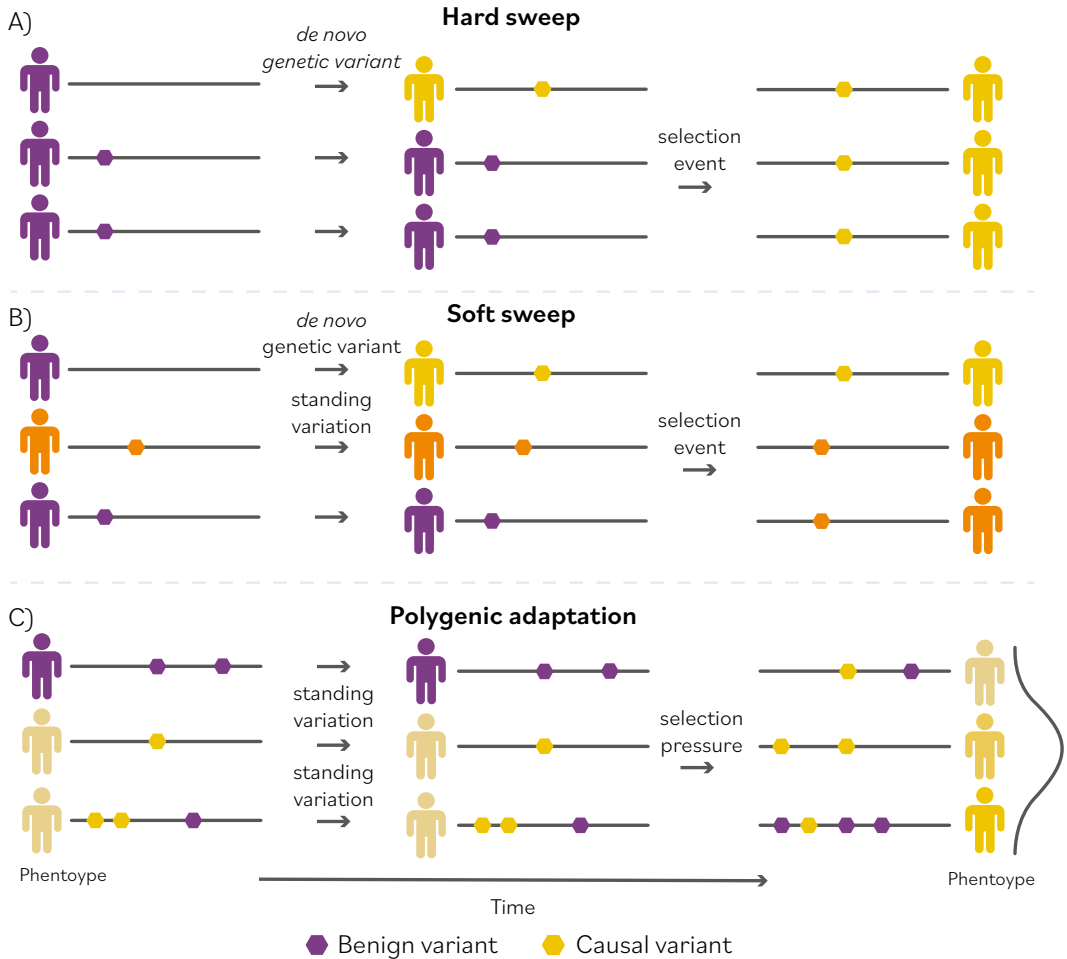 A)
Hard sweep
de novo
genetic variant
selection
event
B)
Soft sweep
de novo
genetic variant
standing
variation
selection
event
C)
Polygenic adaptation
standing
variation
selection
pressure
standing
variation
Phentoype
Phentoype
Time
Benign variant
Causal variant